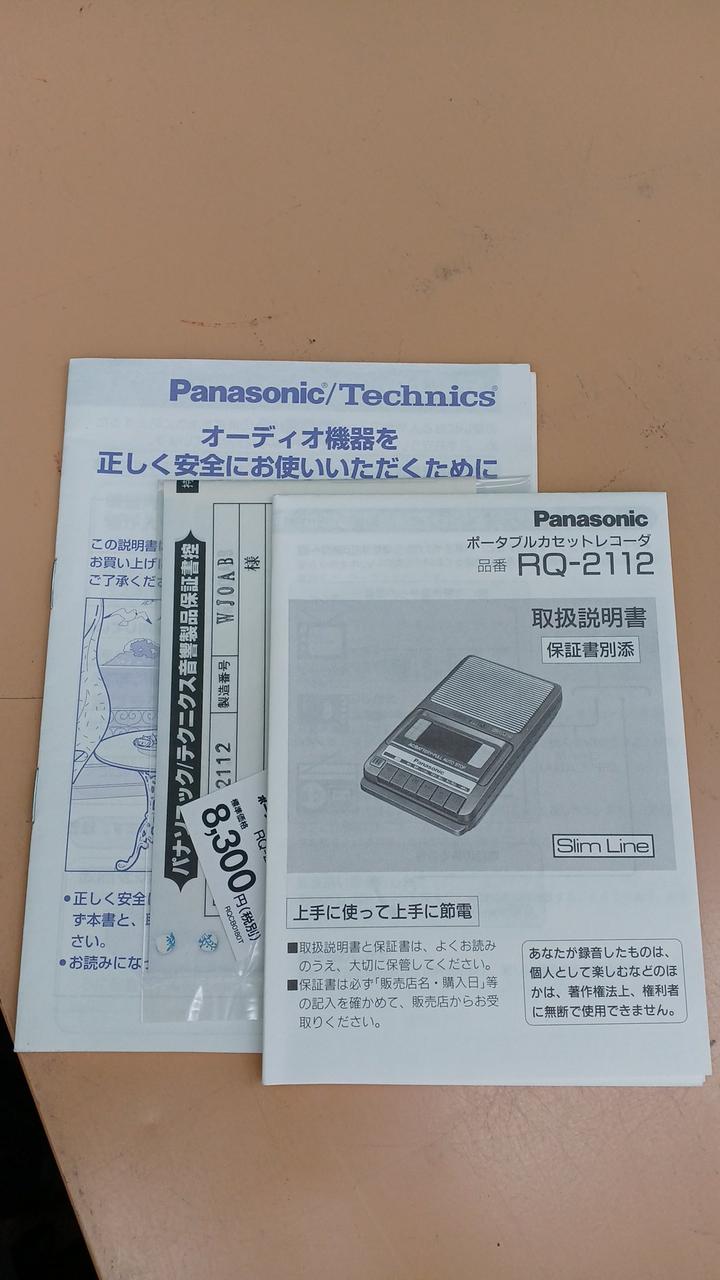 Panasonic®/Technics®
オーディオ機器を
正しく安全にお使いいただくために
この説明書
お買い上げ
ご了承くださ
●正しく安全に
ず本書と、
さい。
●お読みになっ
パナソニック/テクニクス音響製品保証書控
2112
製造番号
WJ0AB
様
標準価格
8,300円(税別)
RQCB0180T
Panasonic
ポータブルカセットレコーダ
品番 RQ-2112
取扱説明書
保証書別添
Panasonic
Slim Line
上手に使って上手に節電
■取扱説明書と保証書は、よくお読み
のうえ、大切に保管してください。
■保証書は必ず「販売店名・購入日」等
の記入を確かめて、販売店からお受
取りください。
あなたが録音したものは、
個人として楽しむなどのほ
かは、著作権法上、権利者
に無断で使用できません。